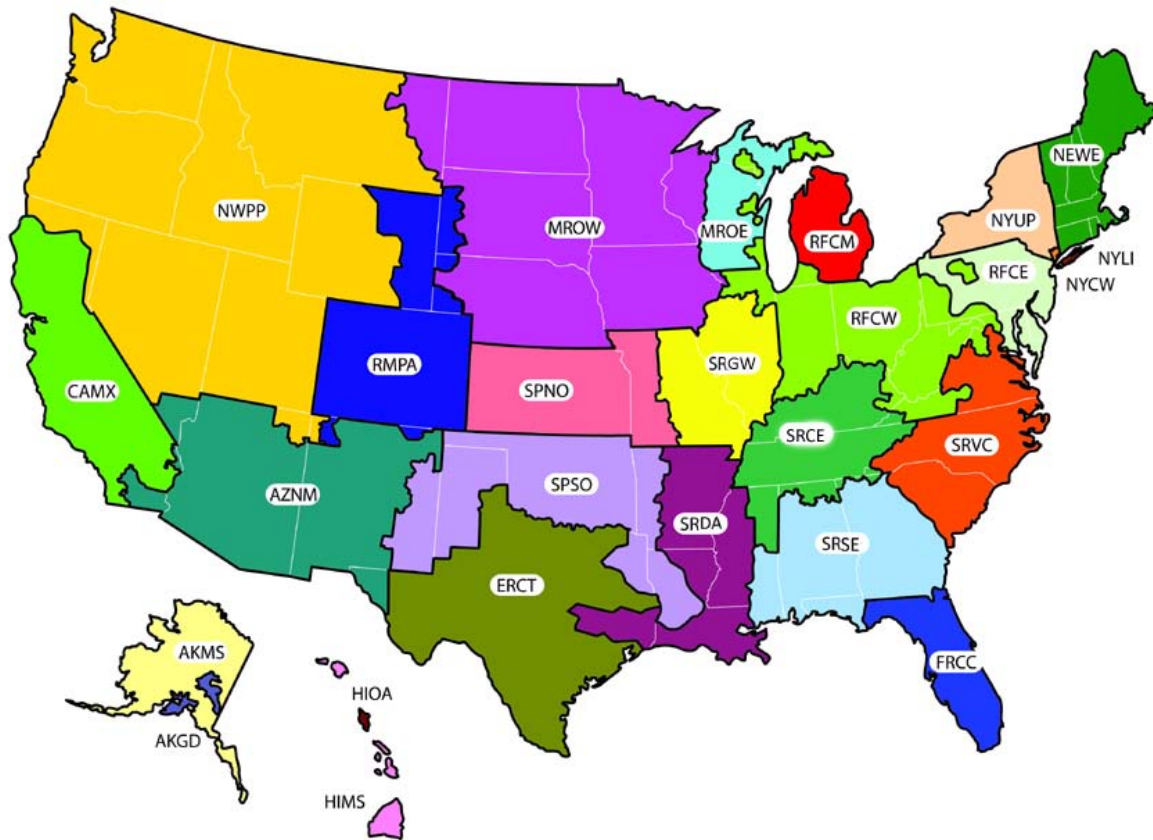 NEWE
NWPP
NYUP
MROW
MROE
RFCM
NYLI
RFCE
NYCW
RFCW
RMPA
SRGW
CAMX
SPNO
SRCE
SRVC
AZNM
SPSO
SRDA
SRSE
ERCT
AKMS
FRCC
HIOA
AKGD
HIMS